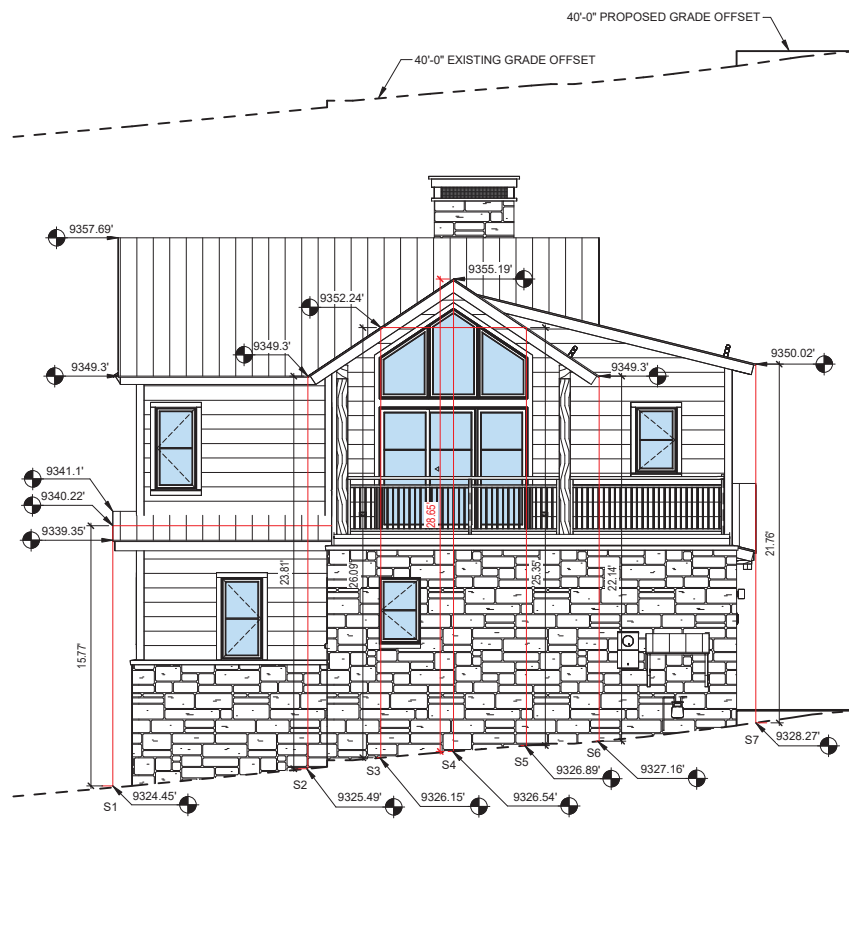 40'-0" PROPOSED GRADE OFFSET
40'-0" EXISTING GRADE OFFSET
9357.69'
9355.19'
9352.24'
9349.3'
9350.02'
9349.3'
9349.3'
9341.1'
9340.22'
9339.35'
28.65'
21.76'
23.81'
26.09'
25.35'
22.14'
15.77'
S1
S2
S3
S4
S5
S6
S7
9328.27'
9327.16'
9326.89'
9326.54'
9326.15'
9325.49'
9324.45'